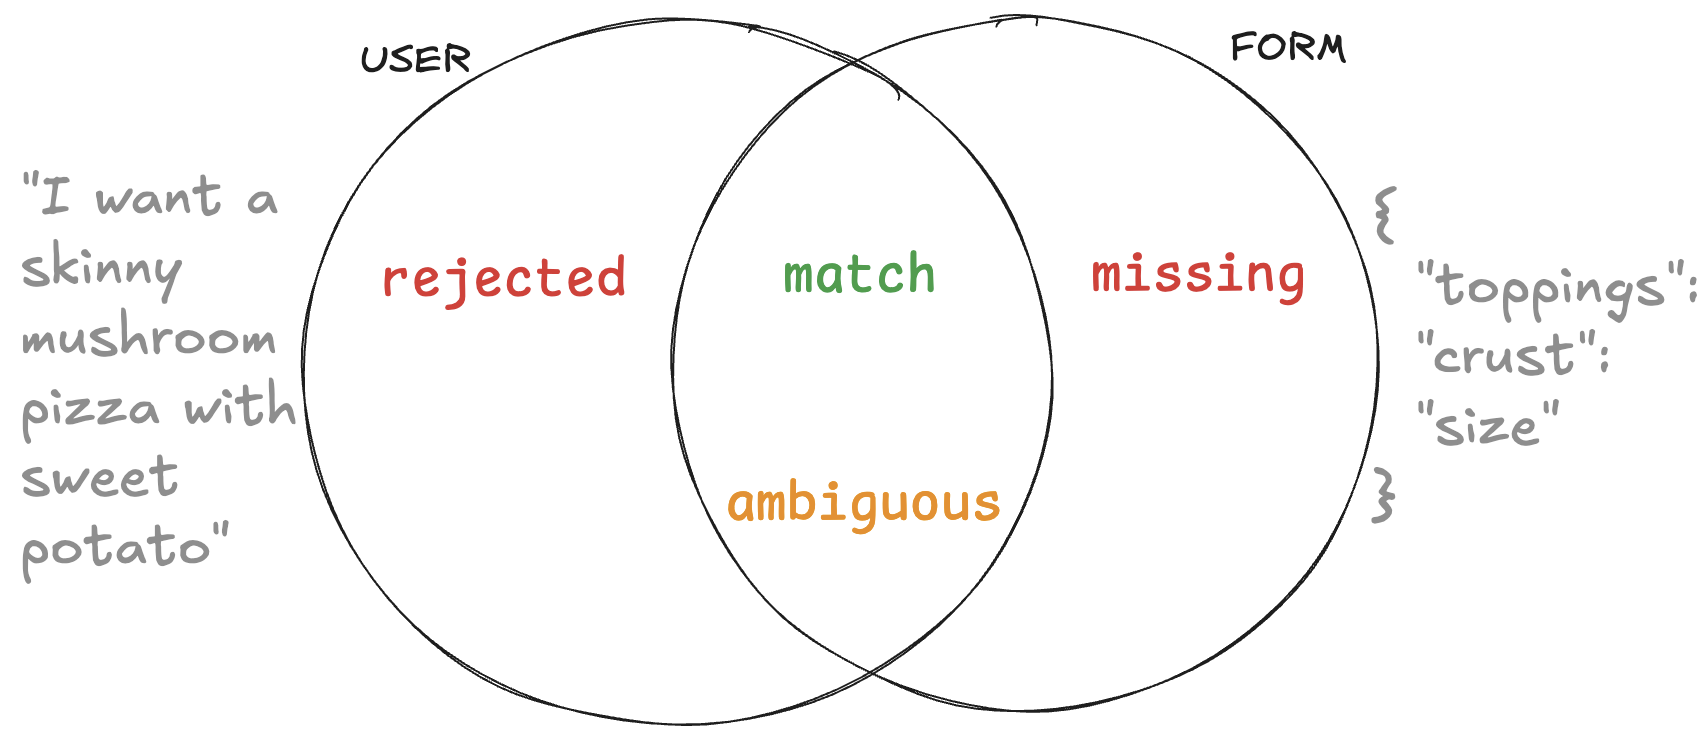 USER
FORM
"I want a
skinny
mushroom
pizza with
sweet
potato"
rejected
match
ambiguous
missing
{
"toppings":
"crust":
"size"
}